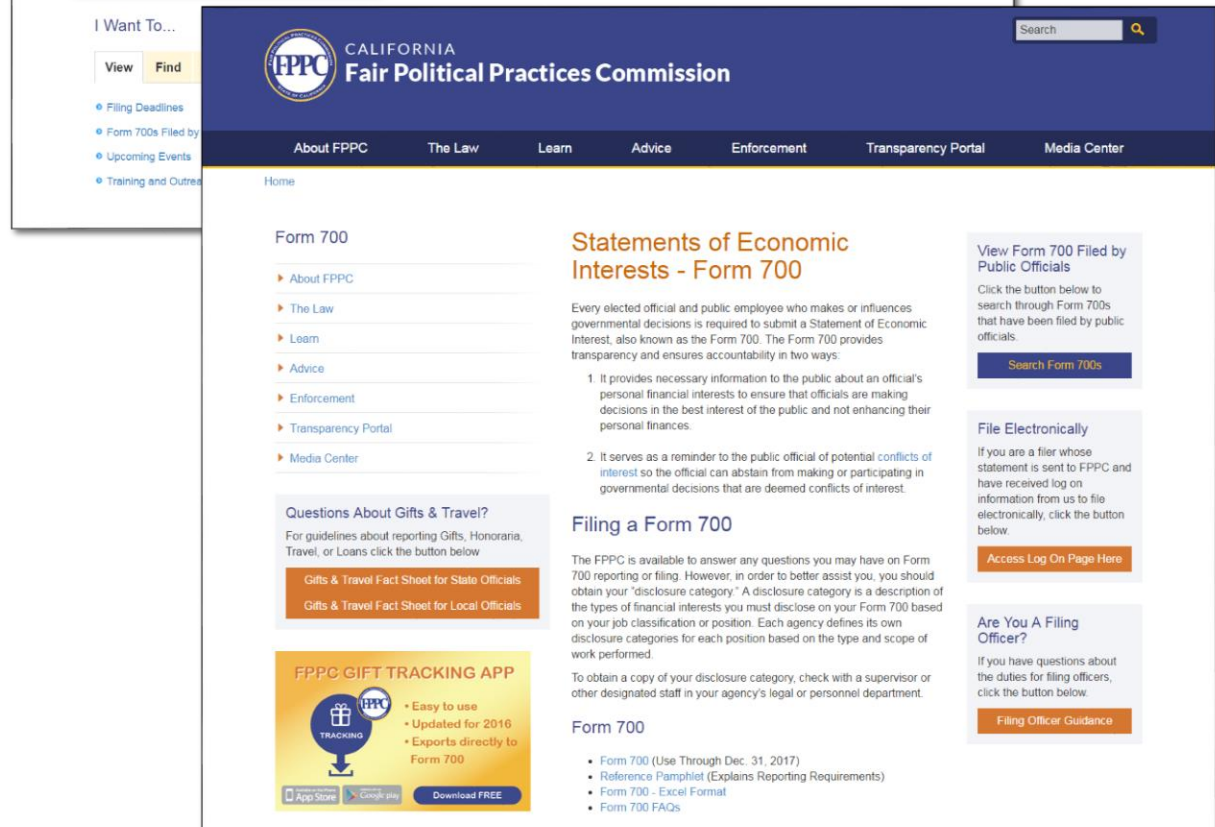 I Want To...
View Find
Filing Deadlines
Form 700s Filed by
Upcoming Events
Training and
Search
FPPC
CALIFORNIA
Fair Political Practices Commission
About FPPC The Law Learn Advice Enforcement Transparency Portal Media Center
Home
Form 700
About FPPC
The Law
Learn
Advice
Enforcement
Transparency Portal
Media Center
Questions About Gifts & Travel?
For guidelines about reporting Gifts, Honoraria,
Travel, or Loans click the button below
Gifts & Travel Fact Sheet for State Officials
Gifts & Travel Fact Sheet for Local Officials
FPPC GIFT TRACKING APP
FPPC
TRACKING
• Easy to use
• Updated for 2016
• Exports directly to
Form 700
App Store
Google play
Download FREE
Statements of Economic
Interests - Form 700
Every elected official and public employee who makes or influences
governmental decisions is required to submit a Statement of Economic
Interest, also known as the Form 700. The Form 700 provides
transparency and ensures accountability in two ways:
1. It provides necessary information to the public about an official's
personal financial interests to ensure that officials are making
decisions in the best interest of the public and not enhancing their
personal finances.
2. It serves as a reminder to the public official of potential conflicts of
interest so the official can abstain from making or participating in
governmental decisions that are deemed conflicts of interest.
Filing a Form 700
The FPPC is available to answer any questions you may have on Form
700 reporting or filing. However, in order to better assist you, you should
obtain your "disclosure category." A disclosure category is a description of
the types of financial interests you must disclose on your Form 700 based
on your job classification or position. Each agency defines its own
disclosure categories for each position based on the type and scope of
work performed.
To obtain a copy of your disclosure category, check with a supervisor or
other designated staff in your agency's legal or personnel department.
Form 700
• Form 700 (Use Through Dec. 31, 2017)
• Reference Pamphlet (Explains Reporting Requirements)
• Form 700 - Excel Format
• Form 700 FAQs
View Form 700 Filed by
Public Officials
Click the button below to
search through Form 700s
that have been filed by public
officials.
Search Form 700s
File Electronically
If you are a filer whose
statement is sent to FPPC and
have received log on
information from us to file
electronically, click the button
below.
Access Log On Page Here
Are You A Filing
Officer?
If you have questions about
the duties for filing officers,
click the button below.
Filing Officer Guidance